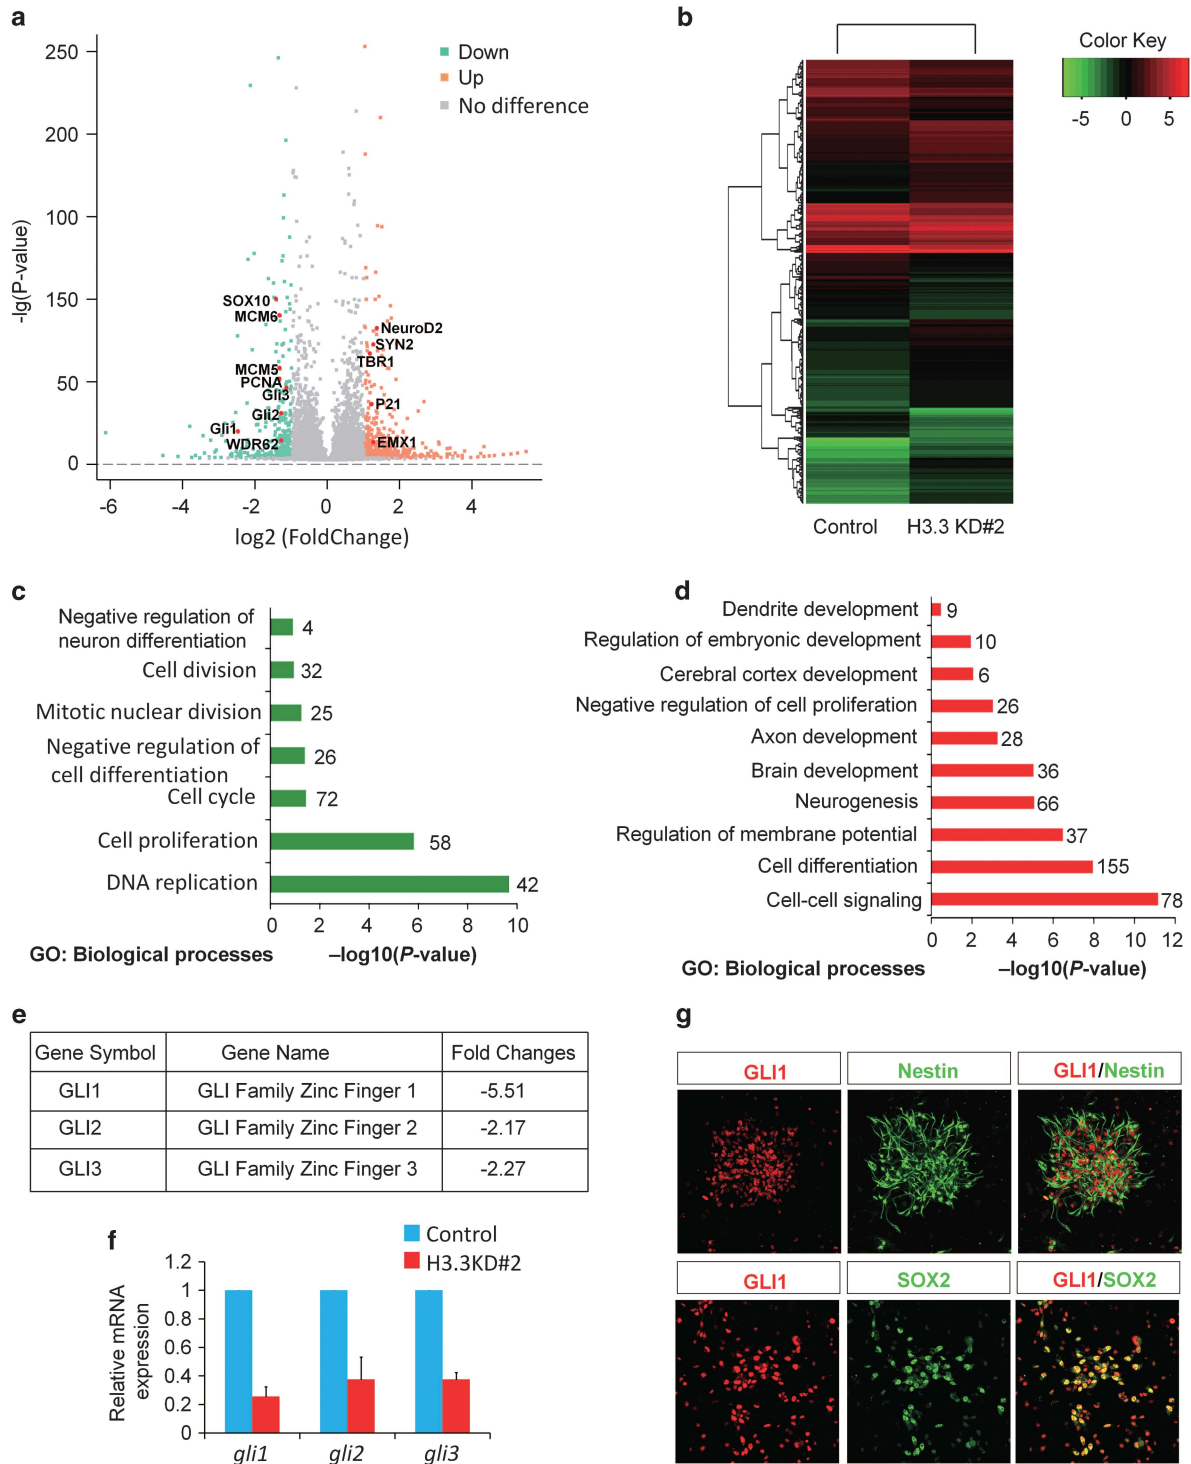 a
250
200
100
150
50
0
-lg(P-value)
-6 -4 -2 0 2 4
log2 (FoldChange)
Down
Up
No difference
SOX10
MCM6
MCM5
PCNA
Gli3
Gli2
Gli1
WDR62
NeuroD2
SYN2
TBR1
P21
EMX1
b
Color Key
-5 0 5
Control H3.3 KD#2
c
Negative regulation of
neuron differentiation 4
Cell division 32
Mitotic nuclear division 25
Negative regulation of
cell differentiation 26
Cell cycle 72
Cell proliferation 58
DNA replication 42
0 2 4 6 8 10
GO: Biological processes –log10(P-value)
d
Dendrite development 9
Regulation of embryonic development 10
Cerebral cortex development 6
Negative regulation of cell proliferation 26
Axon development 28
Brain development 36
Neurogenesis 66
Regulation of membrane potential 37
Cell differentiation 155
Cell-cell signaling 78
0 2 4 6 8 10 12
GO: Biological processes –log10(P-value)
e
Gene Symbol Gene Name Fold Changes
GLI1 GLI Family Zinc Finger 1 -5.51
GLI2 GLI Family Zinc Finger 2 -2.17
GLI3 GLI Family Zinc Finger 3 -2.27
f
Control
H3.3KD#2
Relative mRNA
expression
1.2
1
0.8
0.6
0.4
0.2
0
gli1 gli2 gli3
g
GLI1 Nestin GLI1/Nestin
GLI1 SOX2 GLI1/SOX2